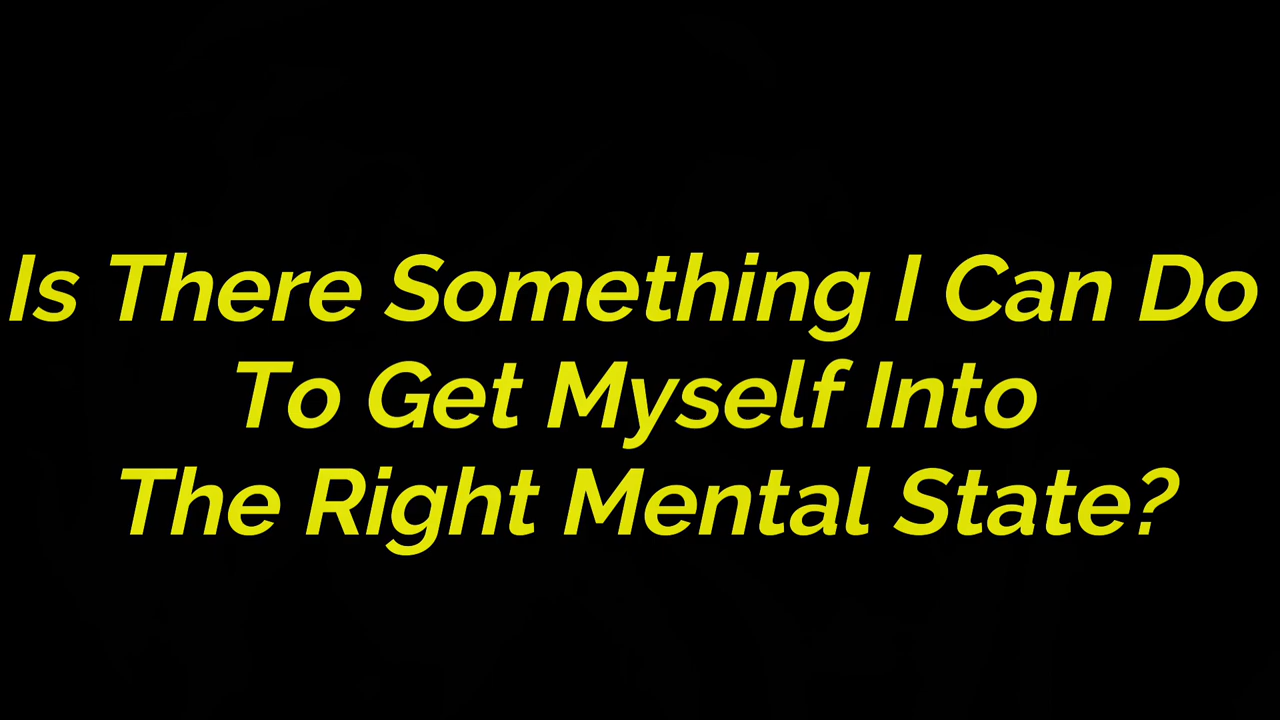 Is There Something I Can Do
To Get Myself Into
The Right Mental State?